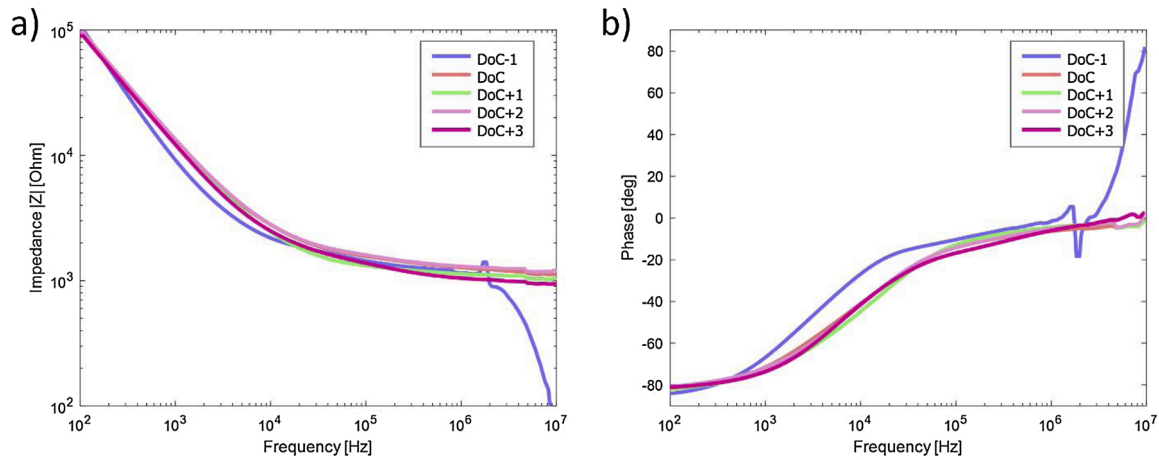 a)
10^5
10^4
10^3
10^2
Impedance |Z| [Ohm]
DoC-1
DoC
DoC+1
DoC+2
DoC+3
10^2 10^3 10^4 10^5 10^6 10^7
Frequency [Hz]
b)
80
60
40
20
0
-20
-40
-60
-80
Phase [deg]
DoC-1
DoC
DoC+1
DoC+2
DoC+3
10^2 10^3 10^4 10^5 10^6 10^7
Frequency [Hz]